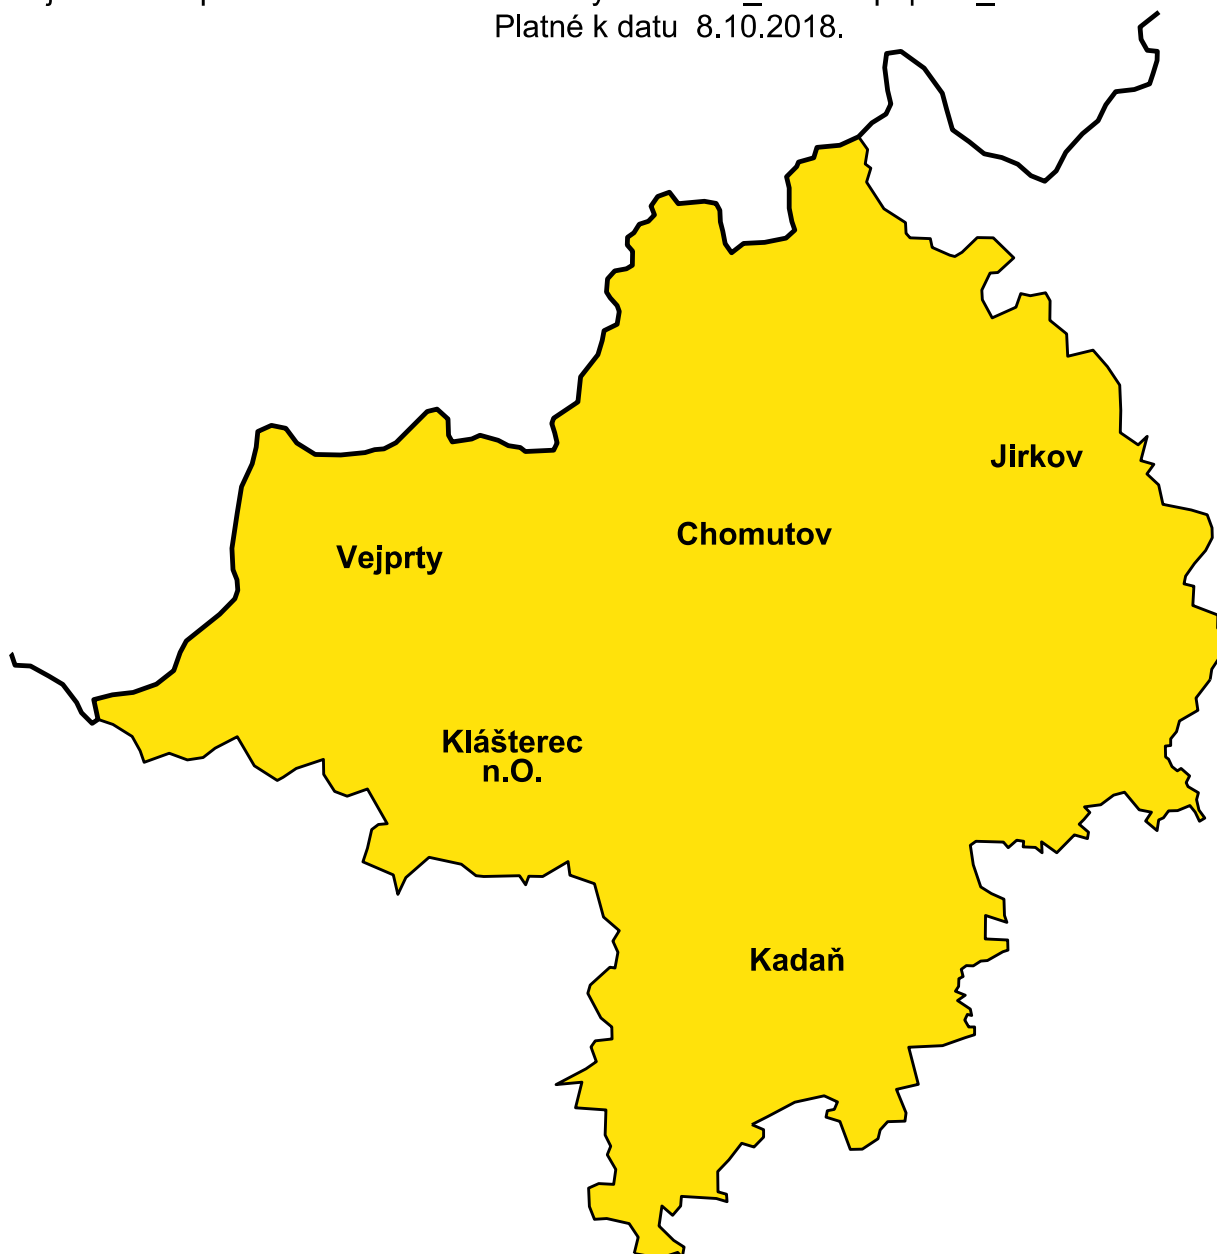 Platné k datu 8.10.2018.
Jirkov
Chomutov
Vejprty
Klášterec
n.O.
Kadaň